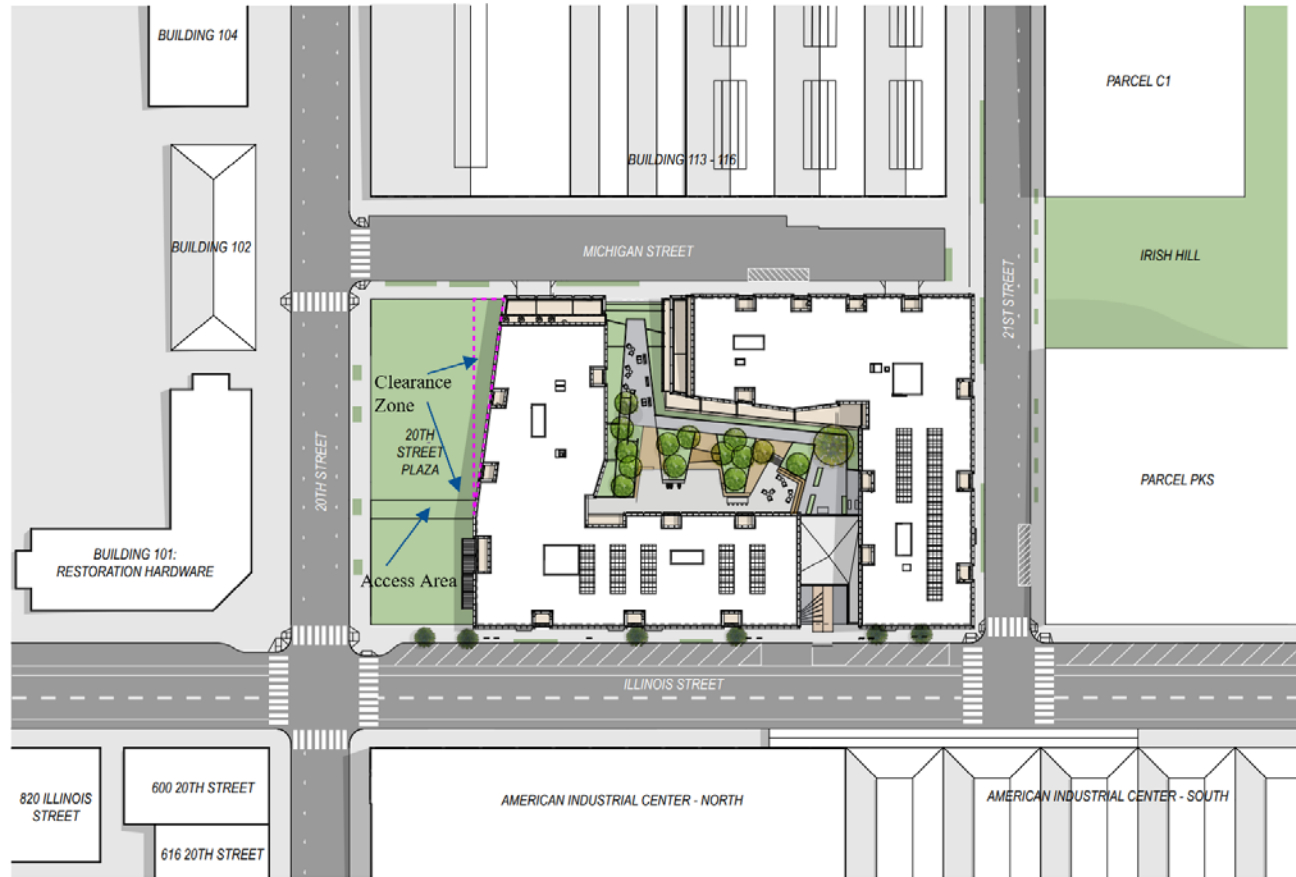 BUILDING 104
PARCEL C1
BUILDING 113 - 116
BUILDING 102
MICHIGAN STREET
IRISH HILL
21ST STREET
Clearance
Zone
20TH
STREET
PLAZA
20TH STREET
PARCEL PKS
BUILDING 101:
RESTORATION HARDWARE
Access Area
ILLINOIS STREET
820 ILLINOIS
STREET
600 20TH STREET
616 20TH STREET
AMERICAN INDUSTRIAL CENTER - NORTH
AMERICAN INDUSTRIAL CENTER - SOUTH